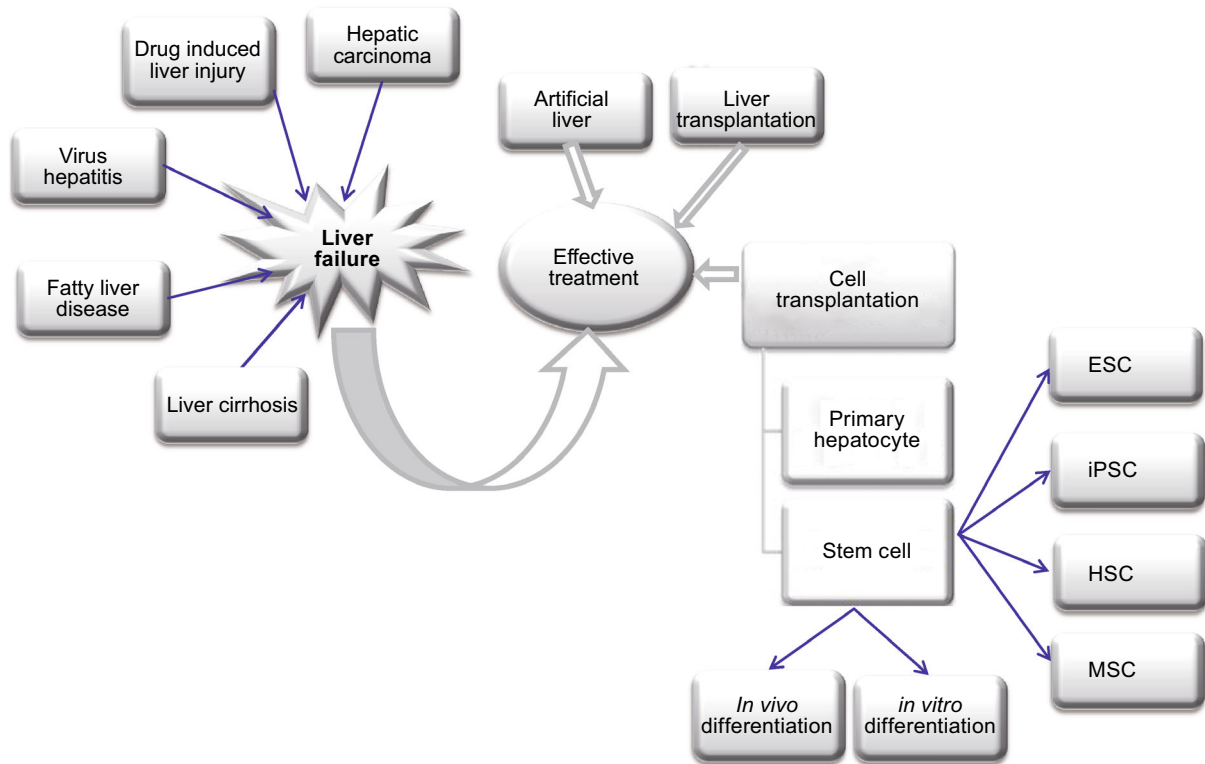 Drug induced
liver injury
Hepatic
carcinoma
Virus
hepatitis
Liver
failure
Fatty liver
disease
Liver cirrhosis
Artificial
liver
Liver
transplantation
Effective
treatment
Cell
transplantation
Primary
hepatocyte
Stem cell
ESC
iPSC
HSC
MSC
In vivo
differentiation
in vitro
differentiation